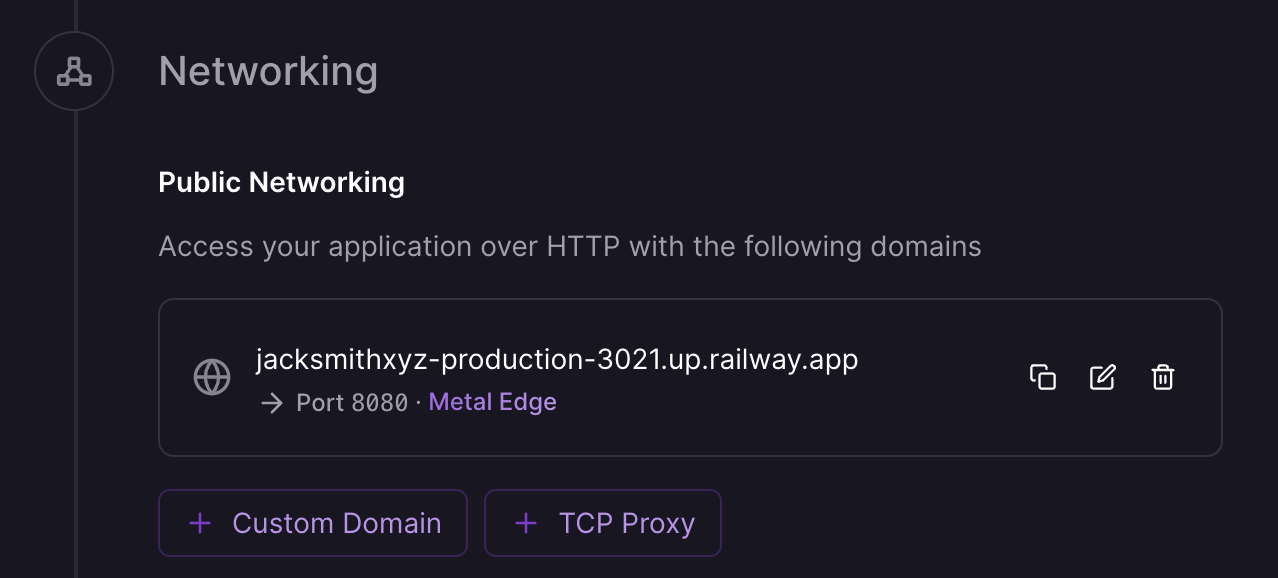 Networking
Public Networking
Access your application over HTTP with the following domains
jacksmithxyz-production-3021.up.railway.app
→ Port 8080 · Metal Edge
+ Custom Domain
+ TCP Proxy